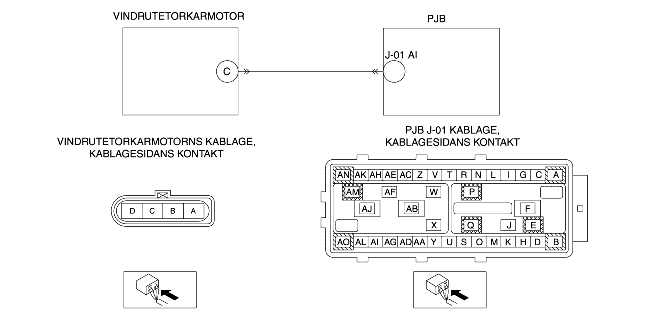 VINDRUTETORKARMOTOR
PJB
J-01 AI
C
VINDRUTETORKARMOTORNS KABLAGE,
KABLAGESIDANS KONTAKT
PJB J-01 KABLAGE,
KABLAGESIDANS KONTAKT
D C B A
AN AK AH AE AC Z V T R N L I G C A
AM AF W P
AJ AB F
X Q J E
AO AL AI AG AD AA Y U S O M K H D B